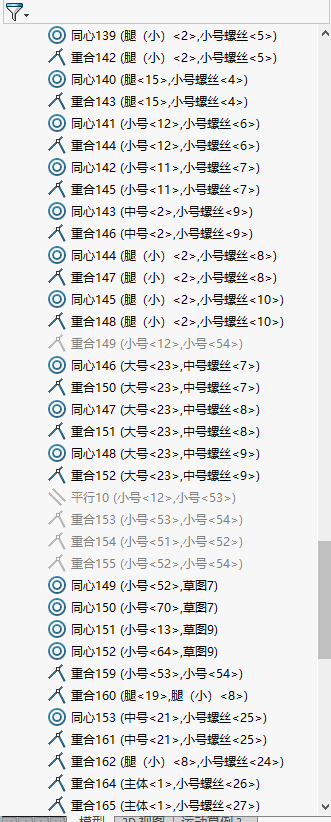 同心139 (腿（小）<2>,小号螺丝<5>)
重合142 (腿（小）<2>,小号螺丝<5>)
同心140 (腿<15>,小号螺丝<4>)
重合143 (腿<15>,小号螺丝<4>)
同心141 (小号<12>,小号螺丝<6>)
重合144 (小号<12>,小号螺丝<6>)
同心142 (小号<11>,小号螺丝<7>)
重合145 (小号<11>,小号螺丝<7>)
同心143 (中号<2>,小号螺丝<9>)
重合146 (中号<2>,小号螺丝<9>)
同心144 (腿（小）<2>,小号螺丝<8>)
重合147 (腿（小）<2>,小号螺丝<8>)
同心145 (腿（小）<2>,小号螺丝<10>)
重合148 (腿（小）<2>,小号螺丝<10>)
重合149 (小号<12>,小号<54>)
同心146 (大号<23>,中号螺丝<7>)
重合150 (大号<23>,中号螺丝<7>)
同心147 (大号<23>,中号螺丝<8>)
重合151 (大号<23>,中号螺丝<8>)
同心148 (大号<23>,中号螺丝<9>)
重合152 (大号<23>,中号螺丝<9>)
平行10 (小号<12>,小号<53>)
重合153 (小号<53>,小号<54>)
重合154 (小号<51>,小号<52>)
重合155 (小号<52>,小号<54>)
同心149 (小号<52>,草图7)
同心150 (小号<70>,草图7)
同心151 (小号<13>,草图9)
同心152 (小号<64>,草图9)
重合159 (小号<53>,小号<54>)
重合160 (腿<19>,腿（小）<8>)
同心153 (中号<21>,小号螺丝<25>)
重合161 (中号<21>,小号螺丝<25>)
重合162 (腿（小）<8>,小号螺丝<24>)
重合164 (主体<1>,小号螺丝<26>)
重合165 (主体<1>,小号螺丝<27>)
模型 3D 视图 运动算例 2